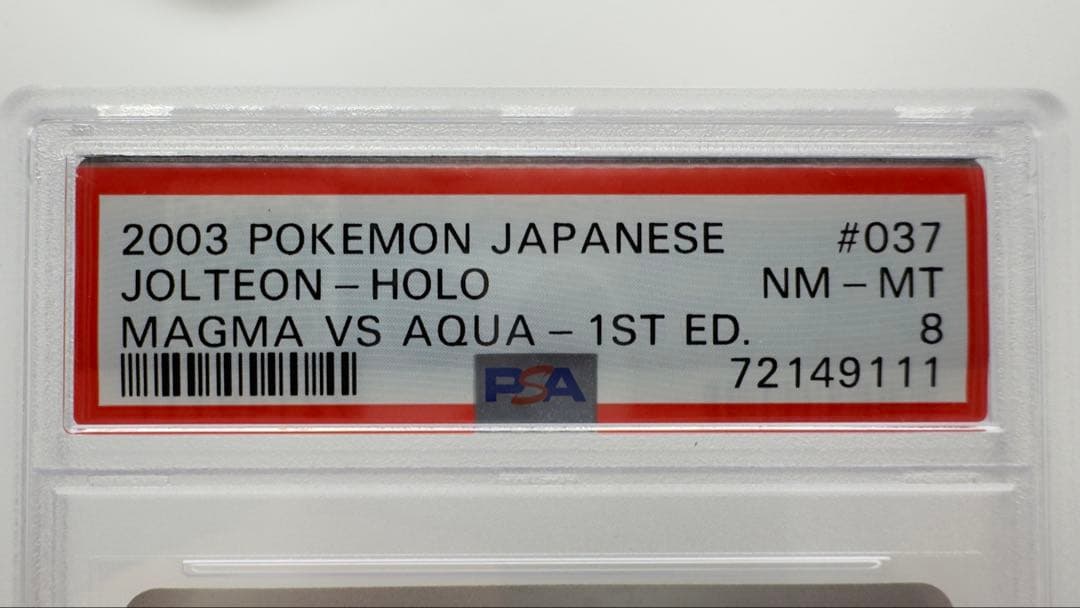 2003 POKEMON JAPANESE #037
JOLTEON – HOLO NM – MT
MAGMA VS AQUA – 1ST ED. 8
PSA 72149111